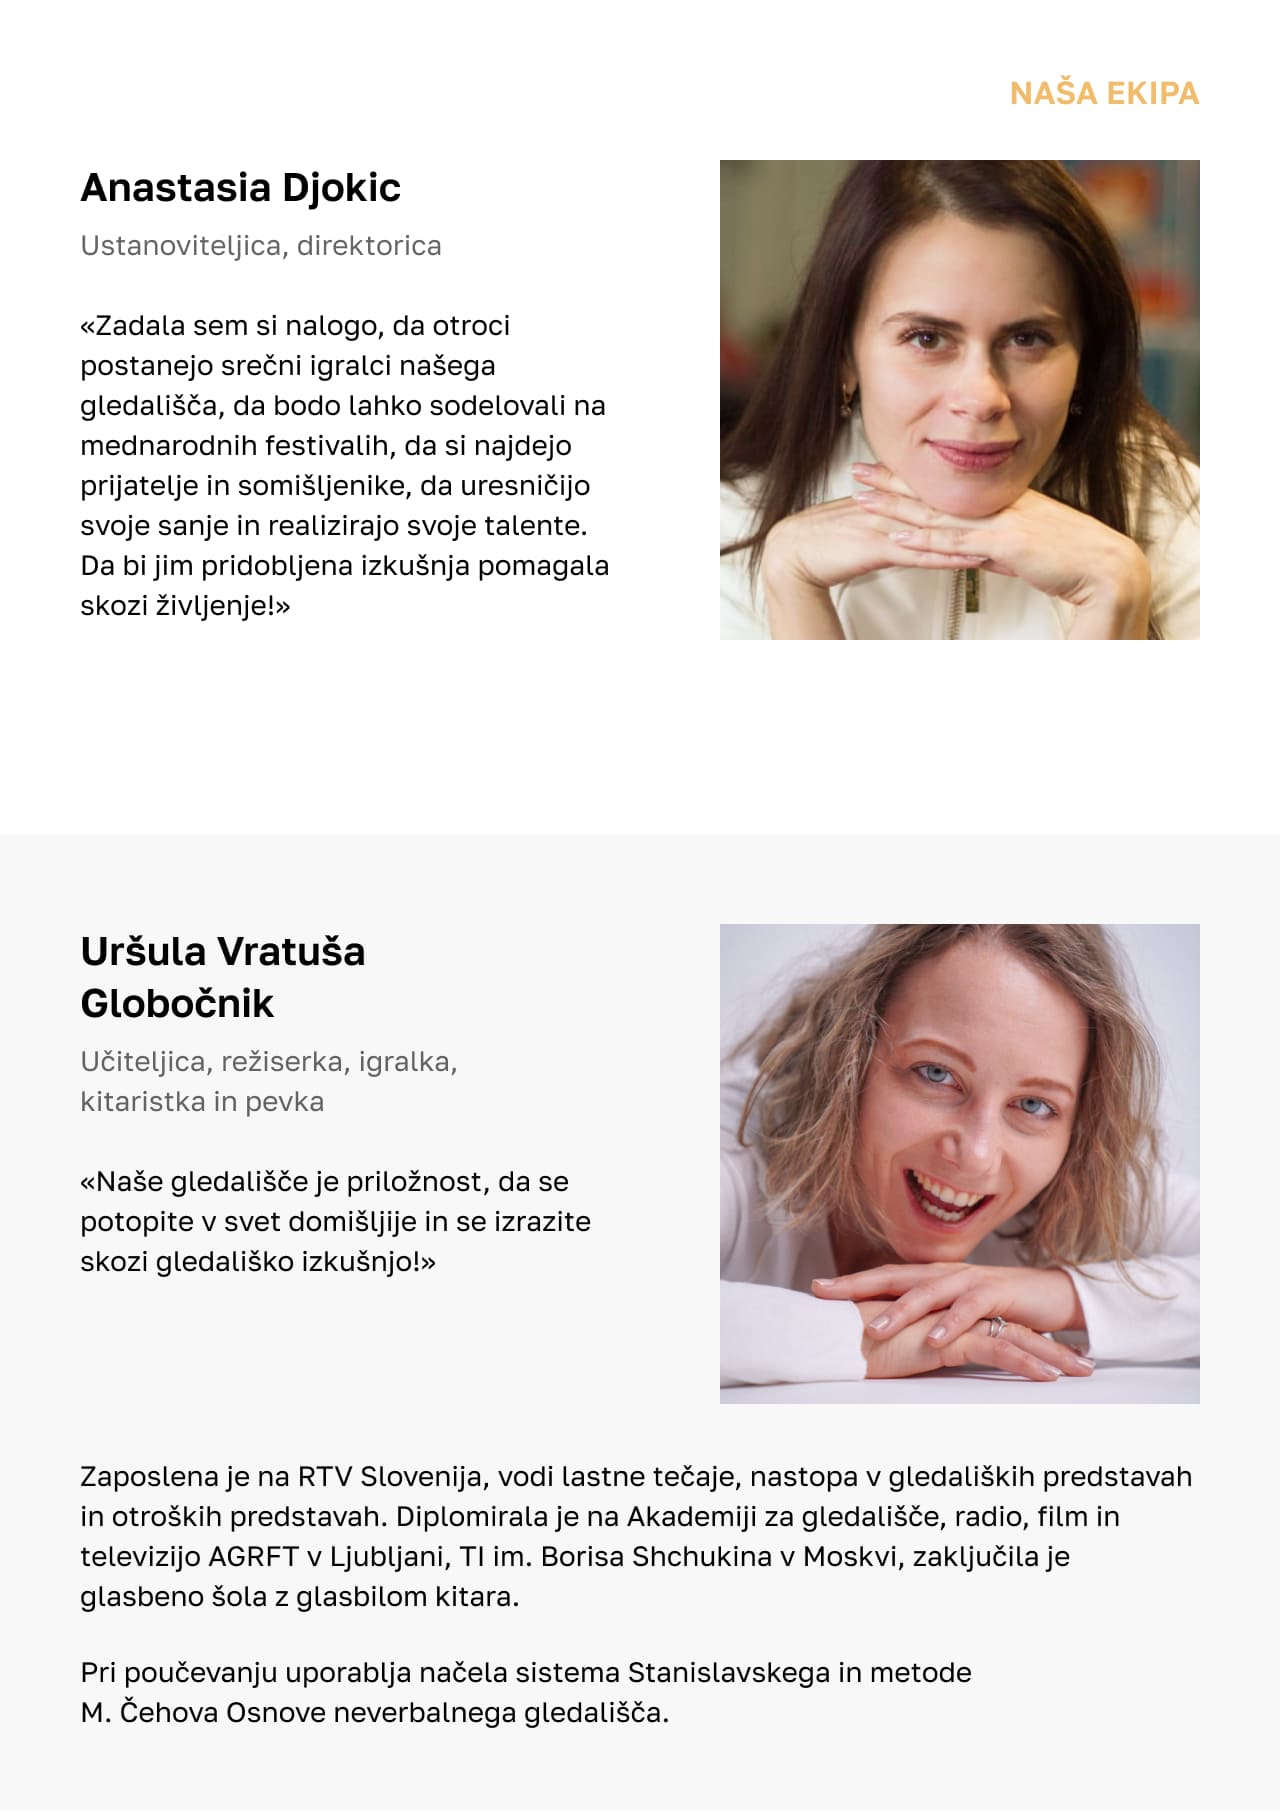 NAŠA EKIPA
Anastasia Djokic
Ustanoviteljica, direktorica
«Zadala sem si nalogo, da otroci
postanejo srečni igralci našega
gledališča, da bodo lahko sodelovali na
mednarodnih festivalih, da si najdejo
prijatelje in somišljenike, da uresničijo
svoje sanje in realizirajo svoje talente.
Da bi jim pridobljena izkušnja pomagala
skozi življenje!»
Uršula Vratuša
Globočnik
Učiteljica, režiserka, igralka,
kitaristka in pevka
«Naše gledališče je priložnost, da se
potopite v svet domišljije in se izrazite
skozi gledališko izkušnjo!»
Zaposlena je na RTV Slovenija, vodi lastne tečaje, nastopa v gledaliških predstavah
in otroških predstavah. Diplomirala je na Akademiji za gledališče, radio, film in
televizijo AGRFT v Ljubljani, TI im. Borisa Shchukina v Moskvi, zaključila je
glasbeno šola z glasbilom kitara.
Pri poučevanju uporablja načela sistema Stanislavskega in metode
M. Čehova Osnove neverbalnega gledališča.